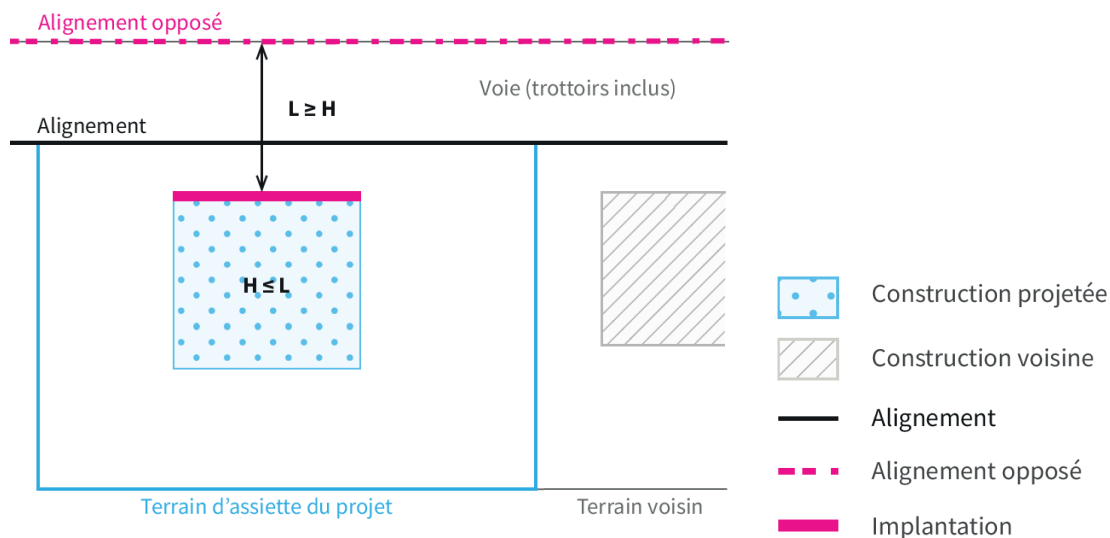 Alignement opposé
Voie (trottoirs inclus)
L ≥ H
Alignement
H ≤ L
Terrain d’assiette du projet
Terrain voisin
Construction projetée
Construction voisine
Alignement
Alignement opposé
Implantation